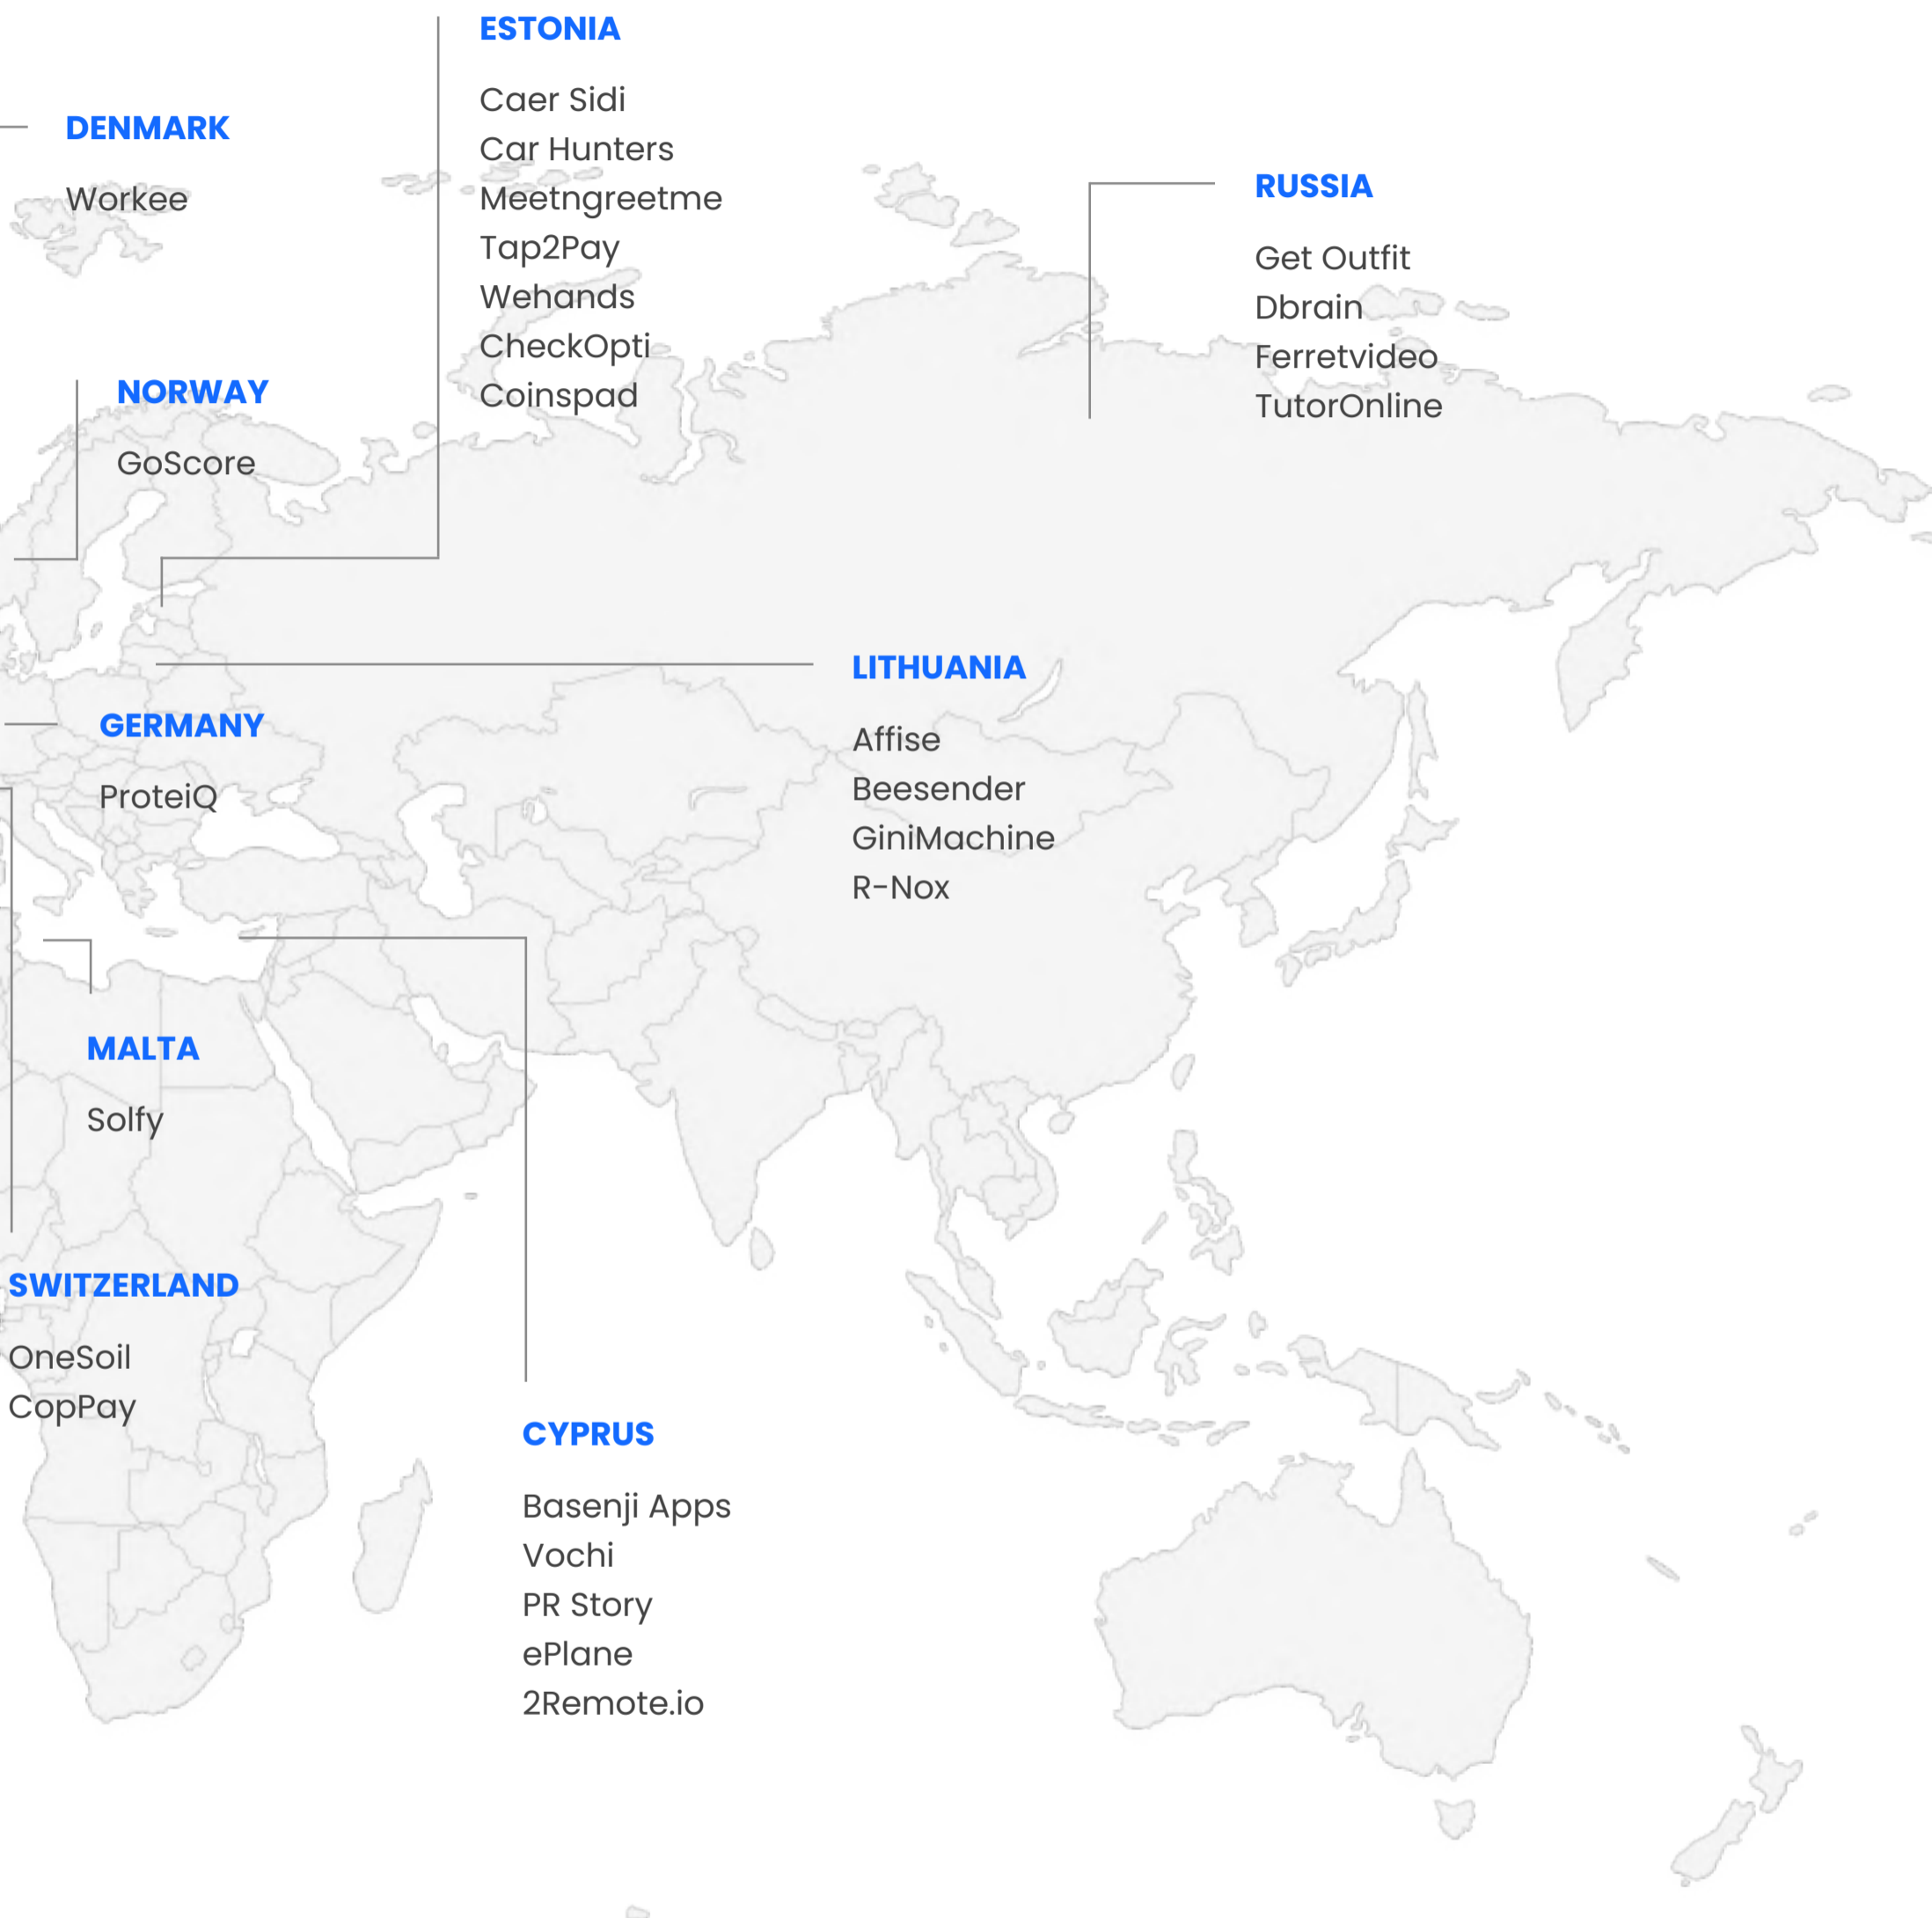 ESTONIA
Caer Sidi
Car Hunters
Meetngreetme
Tap2Pay
Wehands
CheckOpti
Coinspad
DENMARK
Workee
RUSSIA
Get Outfit
Dbrain
Ferretvideo
TutorOnline
NORWAY
GoScore
LITHUANIA
Affise
Beesender
GiniMachine
R-Nox
GERMANY
ProteiQ
MALTA
Solfy
SWITZERLAND
OneSoil
CopPay
CYPRUS
Basenji Apps
Vochi
PR Story
ePlane
2Remote.io